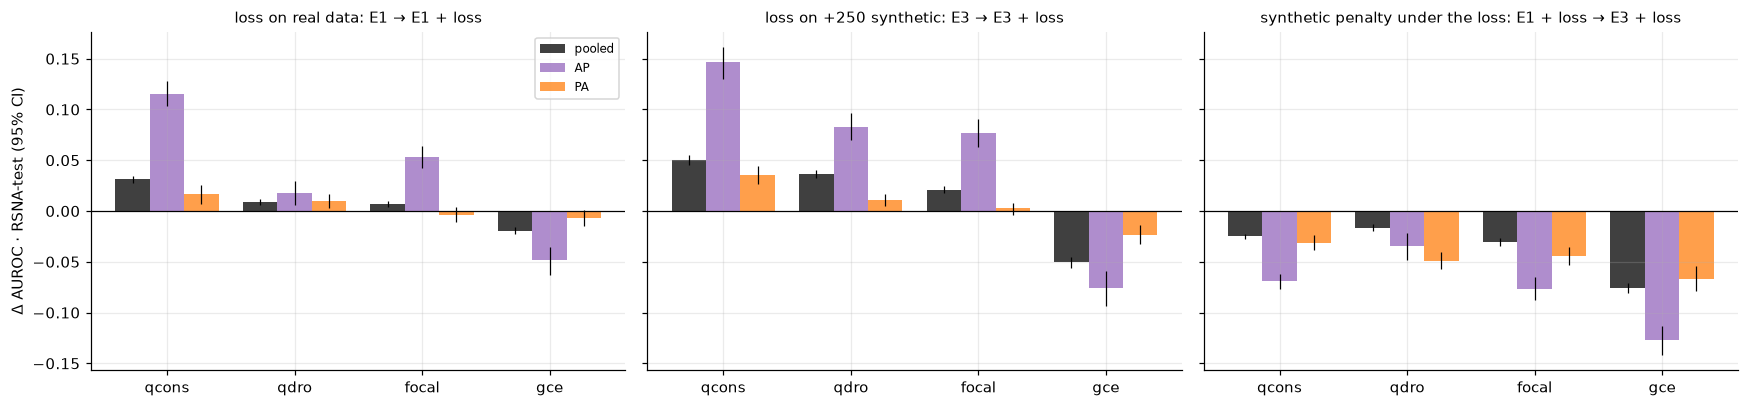 loss on real data: E1 → E1 + loss
loss on +250 synthetic: E3 → E3 + loss
synthetic penalty under the loss: E1 + loss → E3 + loss
Δ AUROC · RSNA-test (95% CI)
0.15
0.10
0.05
0.00
−0.05
−0.10
−0.15
pooled
AP
PA
qcons qdro focal gce
qcons qdro focal gce
qcons qdro focal gce